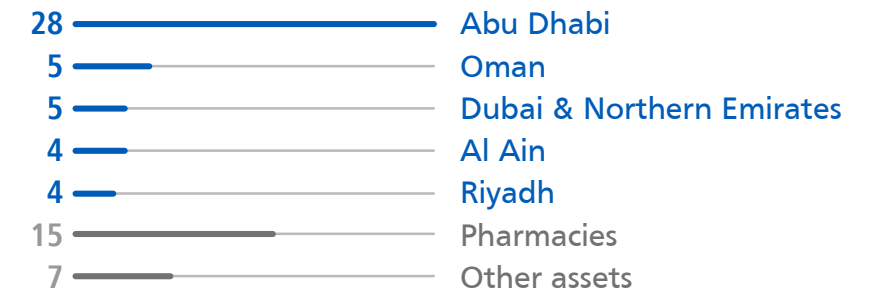 28 Abu Dhabi
5 Oman
5 Dubai & Northern Emirates
4 Al Ain
4 Riyadh
15 Pharmacies
7 Other assets